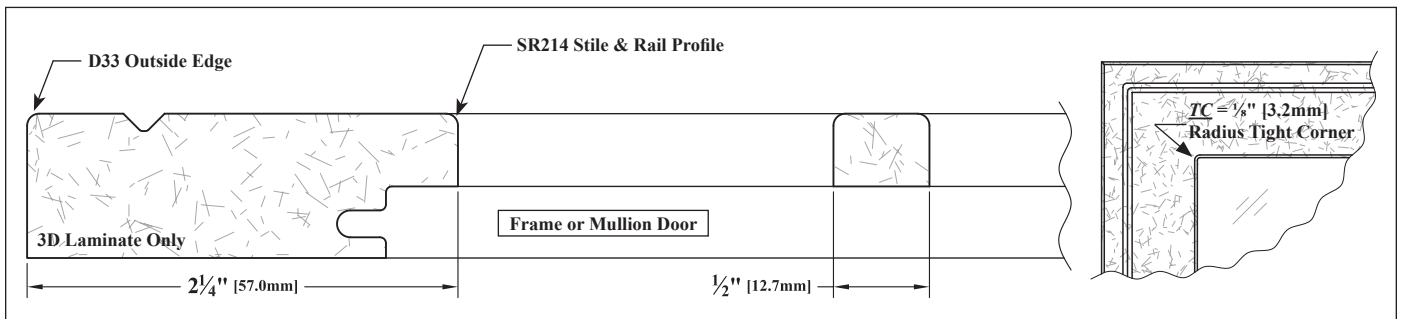 SR214 Stile & Rail Profile
D33 Outside Edge
TC = ⅛" [3,2mm]
Radius Tight Corner
Frame or Mullion Door
3D Laminate Only
2¼" [57.0mm]
½" [12.7mm]